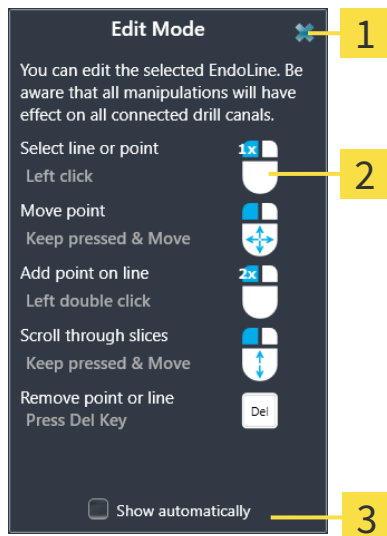 Edit Mode
1
You can edit the selected EndoLine. Be
aware that all manipulations will have
effect on all connected drill canals.
Select line or point
1x
Left click
2
Move point
Keep pressed & Move
Add point on line
2x
Left double click
Scroll through slices
Keep pressed & Move
Remove point or line
Del
Press Del Key
Show automatically
3